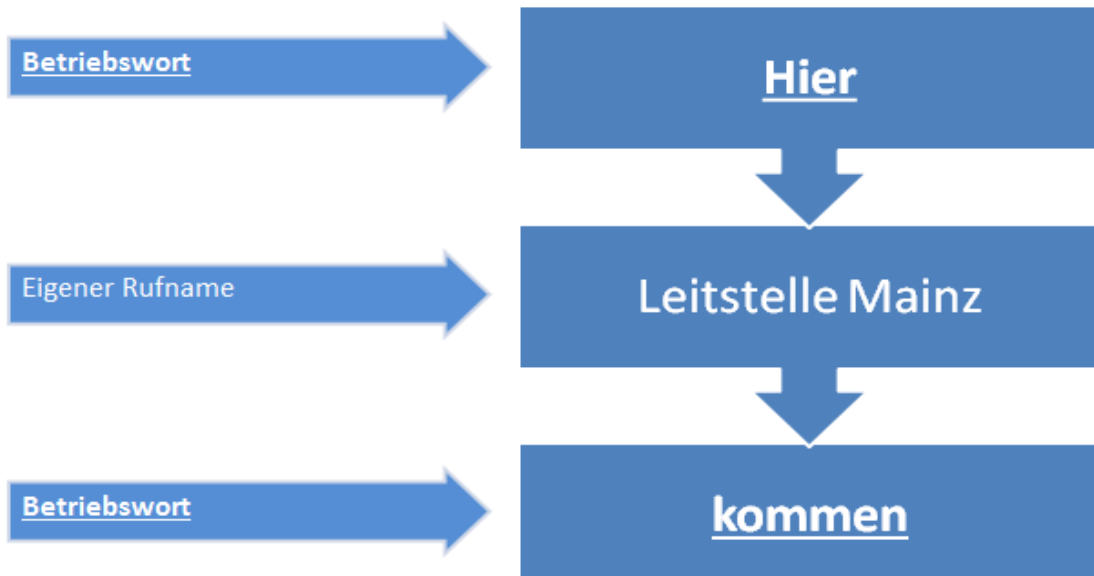 Betriebswort
Hier
Eigener Rufname
Leitstelle Mainz
Betriebswort
kommen